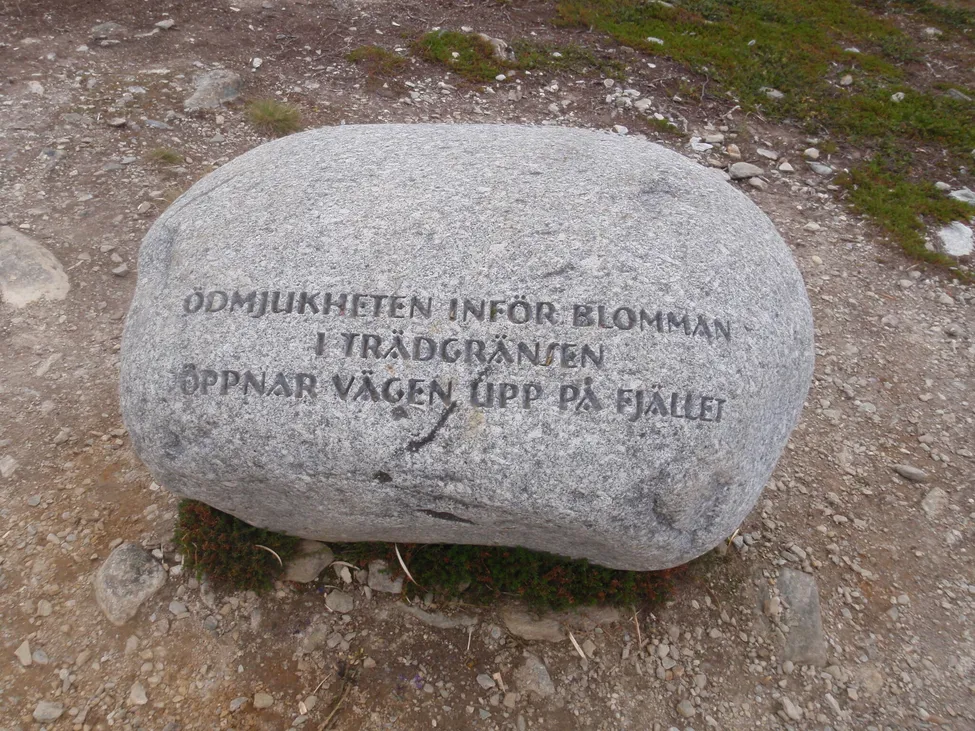 ÖDMJUKHETEN INFÖR BLOMMAN
I TRÄDGRÄNSEN
ÖPPNAR VÄGEN UPP PÅ FJÄLLET